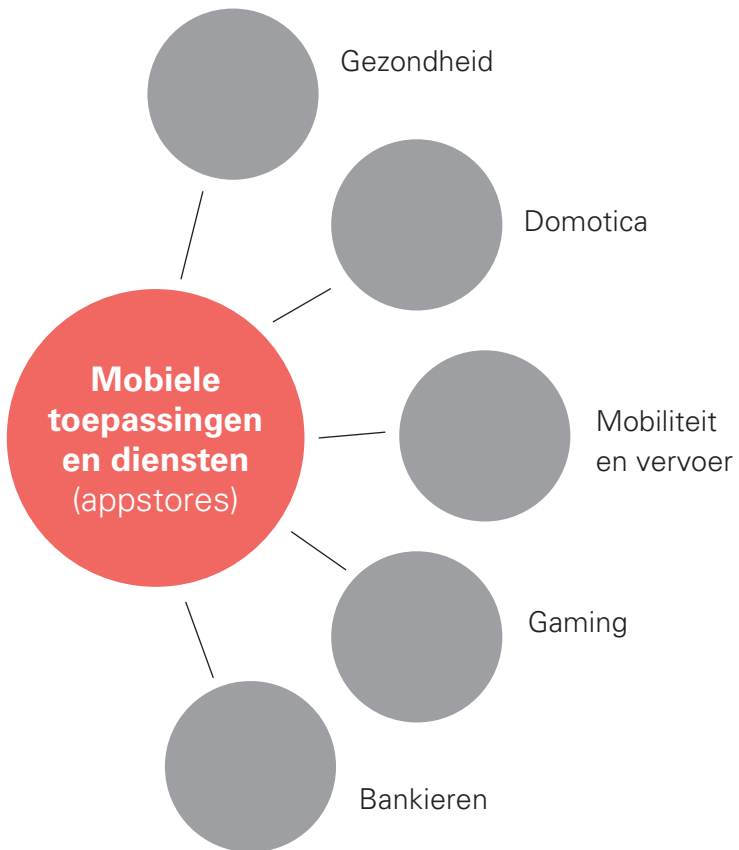 Gezondheid
Domotica
Mobiele
toepassingen
en diensten
(appstores)
Mobiliteit
en vervoer
Gaming
Bankieren